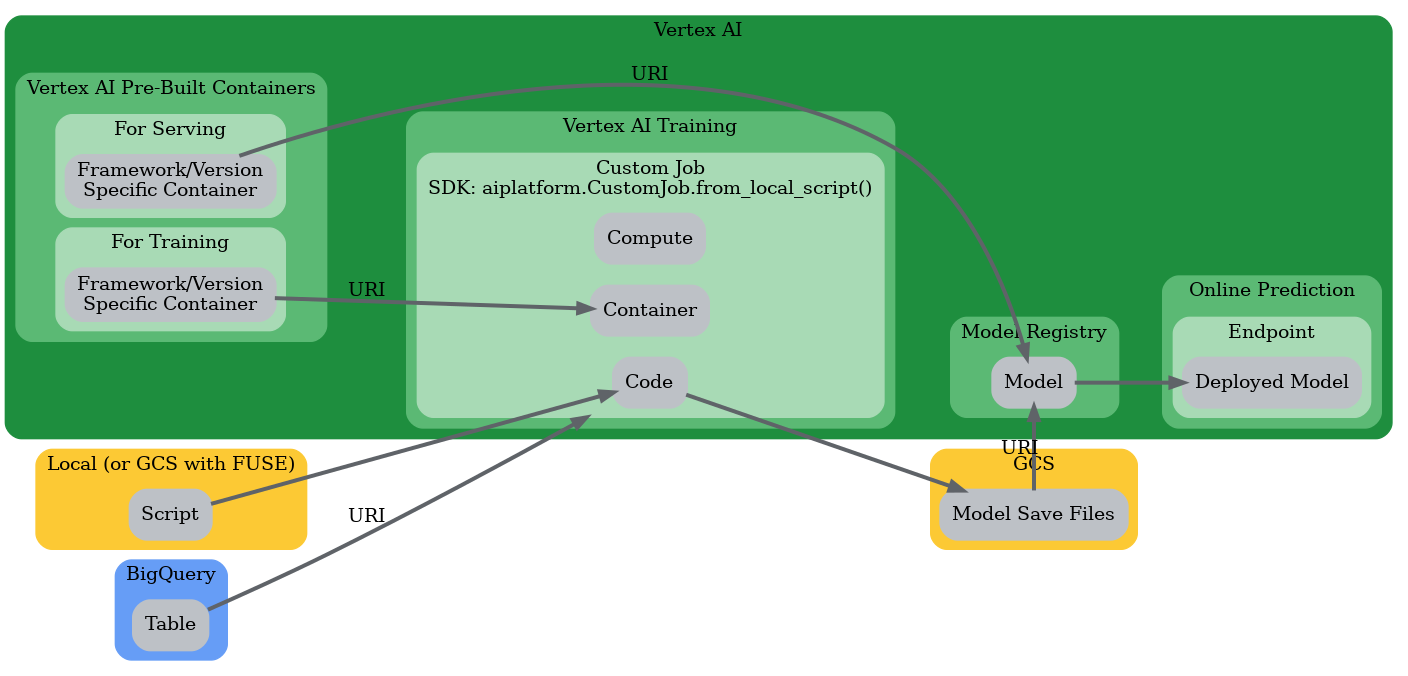 Vertex AI
Vertex AI Pre-Built Containers
For Serving
Framework/Version
Specific Container
For Training
Framework/Version
Specific Container
URI
URI
Vertex AI Training
Custom Job
SDK: aiplatform.CustomJob.from_local_script()
Compute
Container
Code
Model Registry
Model
Online Prediction
Endpoint
Deployed Model
Local (or GCS with FUSE)
Script
URI
BigQuery
Table
URI
GCS
Model Save Files